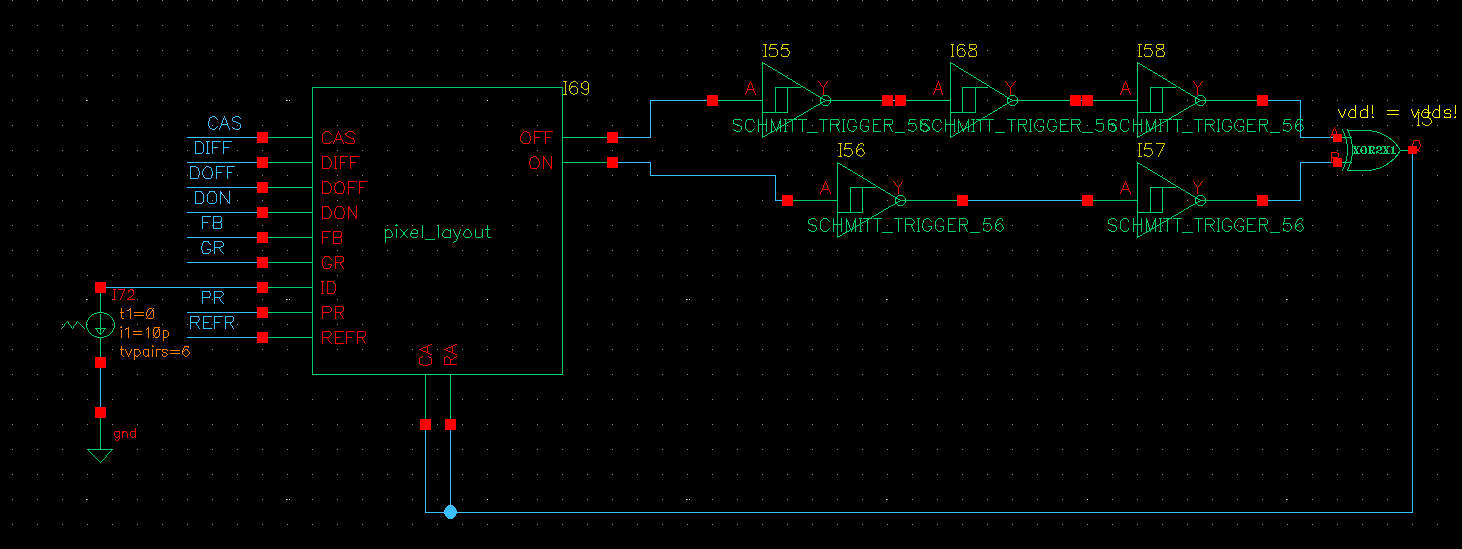 I55
I68
I58
A
Y
A
Y
A
Y
SCHMITT_TRIGGER_56
SCHMITT_TRIGGER_56
SCHMITT_TRIGGER_56
vdd! = vdds!
I69
CAS
DIFF
DOFF
DON
FB
GR
PR
REFR
CAS
DIFF
DOFF
DON
FB
GR
ID
PR
REFR
OFF
ON
pixel_layout
CA
RA
I56
I57
A
Y
A
Y
SCHMITT_TRIGGER_56
SCHMITT_TRIGGER_56
A
B
XOR2X1
I72
t1=0
i1=10p
tvpairs=6
gnd